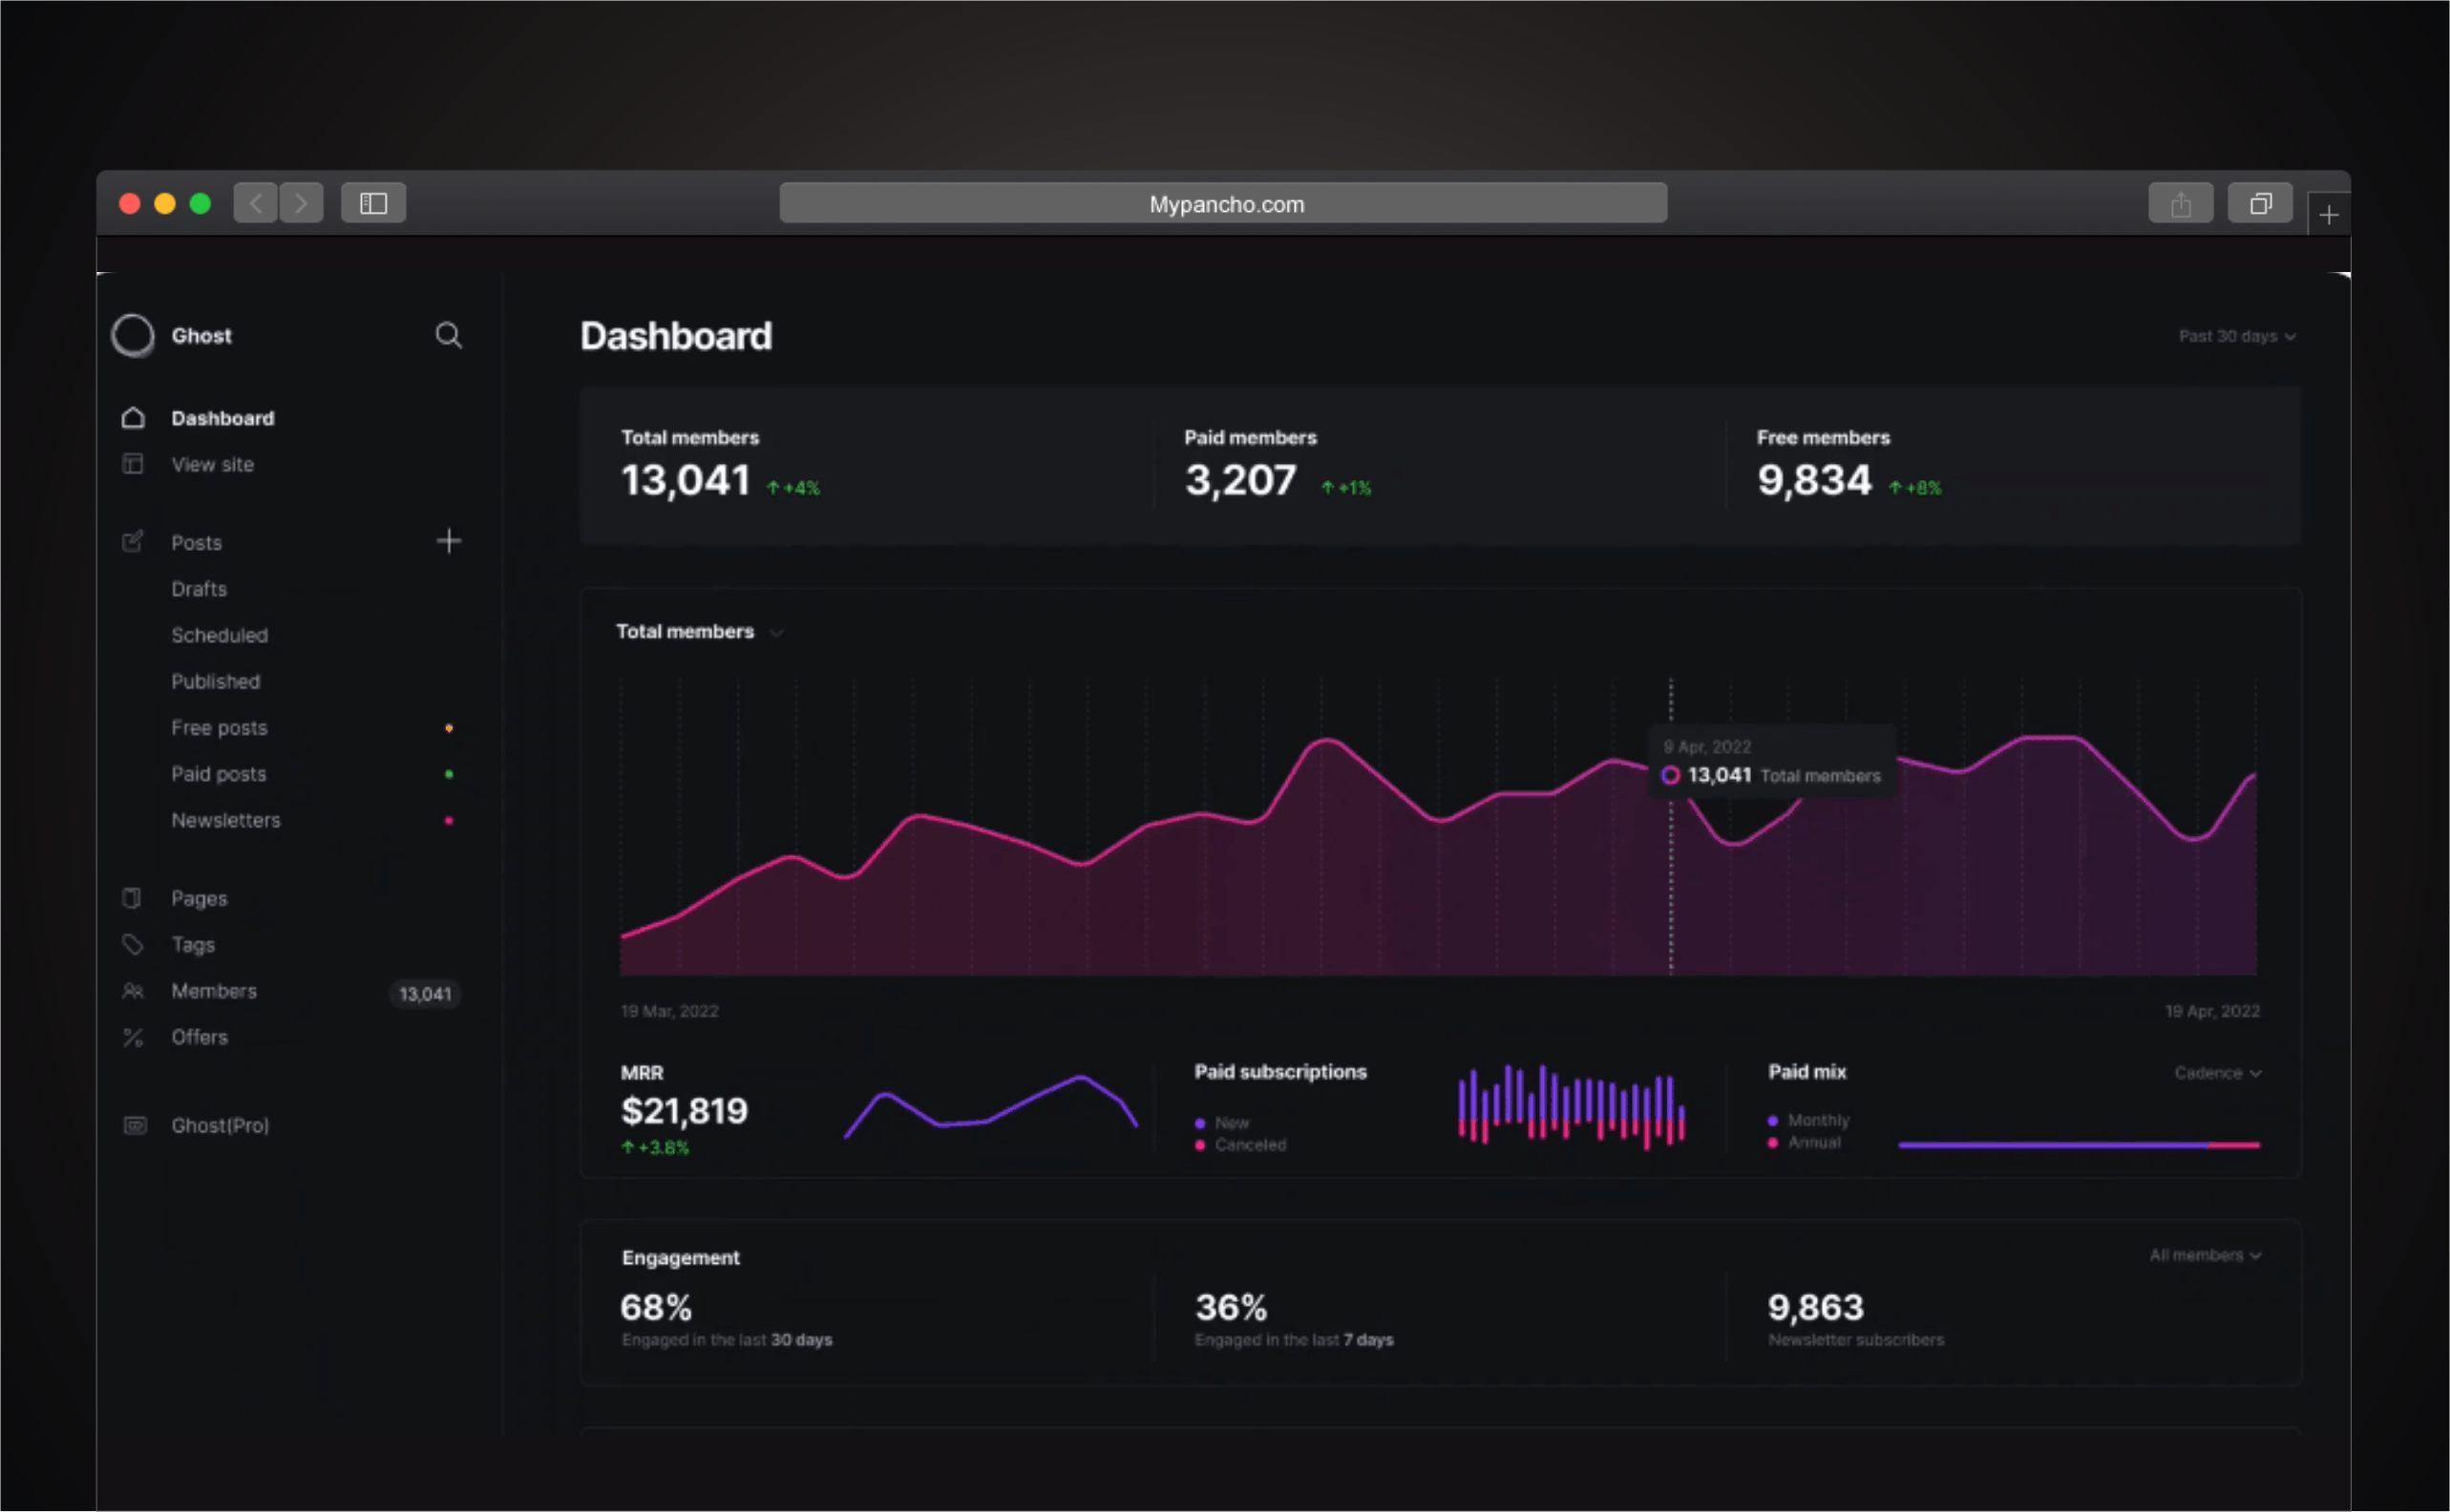 Mypancho.com
Ghost
Dashboard
View site
Posts
Drafts
Scheduled
Published
Free posts
Paid posts
Newsletters
Pages
Tags
Members 13,041
Offers
Ghost(Pro)
Dashboard
Past 30 days
Total members
13,041 +4%
Paid members
3,207 +1%
Free members
9,834 +8%
Total members
9 Apr, 2022
13,041 Total members
19 Mar, 2022
19 Apr, 2022
MRR
$21,819
+3.8%
Paid subscriptions
New
Canceled
Paid mix
Cadence
Monthly
Annual
Engagement
All members
68%
Engaged in the last 30 days
36%
Engaged in the last 7 days
9,863
Newsletter subscribers